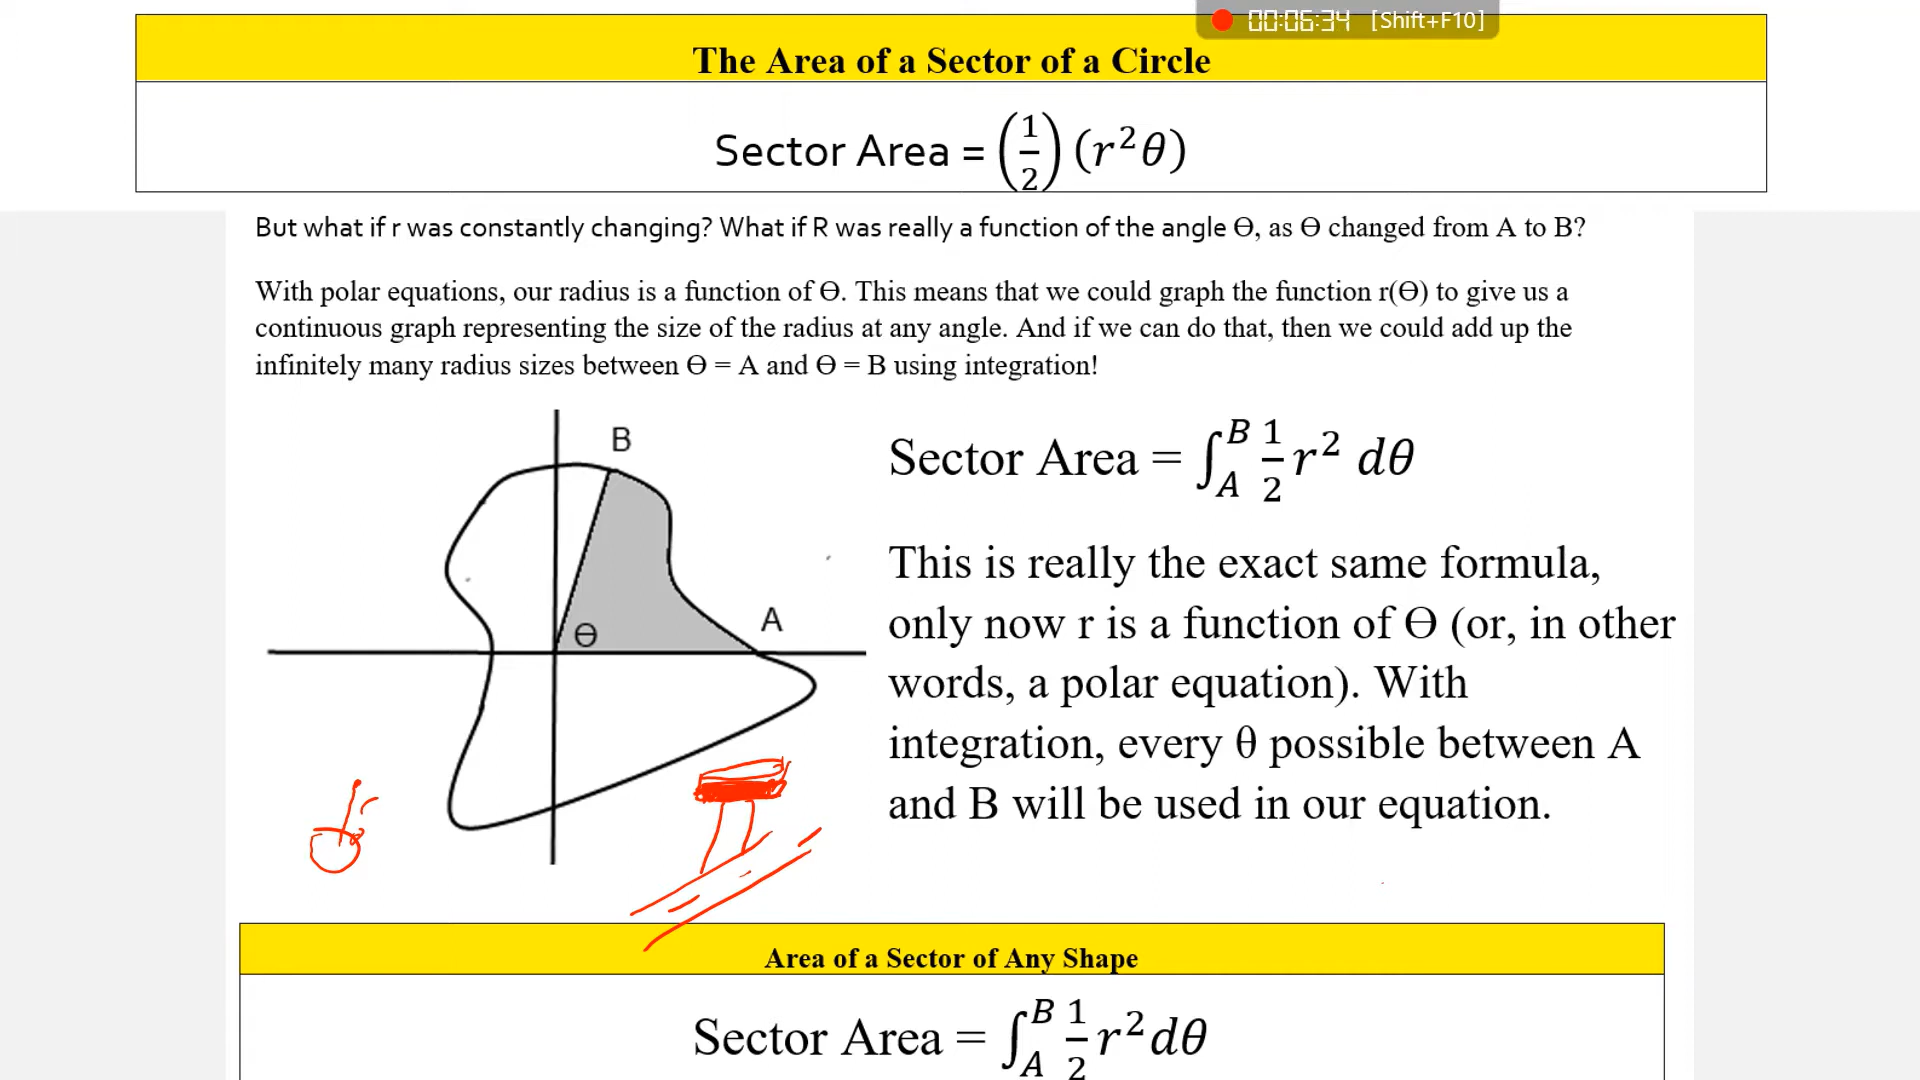 00:06:34 [Shift+F10]
The Area of a Sector of a Circle
Sector Area = (1/2) (r²θ)
But what if r was constantly changing? What if R was really a function of the angle Ɵ, as Ɵ changed from A to B?
With polar equations, our radius is a function of Ɵ. This means that we could graph the function r(Ɵ) to give us a
continuous graph representing the size of the radius at any angle. And if we can do that, then we could add up the
infinitely many radius sizes between Ɵ = A and Ɵ = B using integration!
B
A
Ɵ
Sector Area = ∫_A^B 1/2 r² dθ
This is really the exact same formula,
only now r is a function of Ɵ (or, in other
words, a polar equation). With
integration, every θ possible between A
and B will be used in our equation.
Area of a Sector of Any Shape
Sector Area = ∫_A^B 1/2 r²dθ